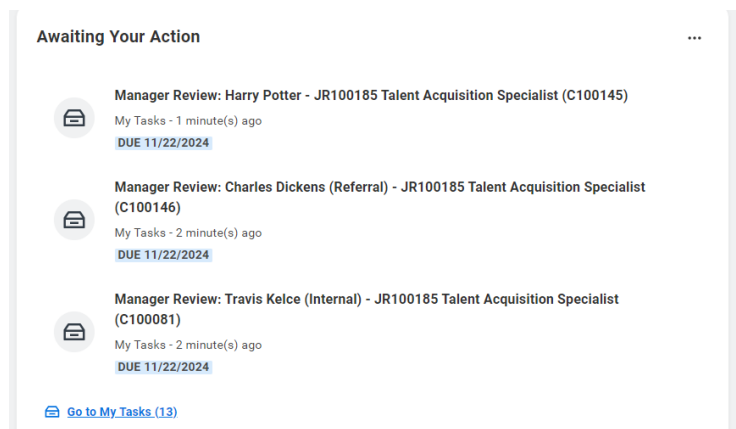 Awaiting Your Action
Manager Review: Harry Potter - JR100185 Talent Acquisition Specialist (C100145)
My Tasks - 1 minute(s) ago
DUE 11/22/2024
Manager Review: Charles Dickens (Referral) - JR100185 Talent Acquisition Specialist
(C100146)
My Tasks - 2 minute(s) ago
DUE 11/22/2024
Manager Review: Travis Kelce (Internal) - JR100185 Talent Acquisition Specialist
(C100081)
My Tasks - 2 minute(s) ago
DUE 11/22/2024
Go to My Tasks (13)